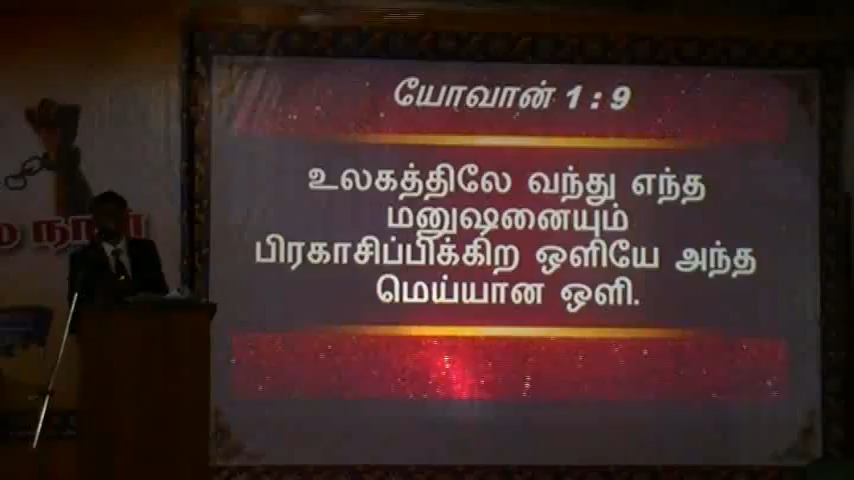 யோவான் 1 : 9
உலகத்திலே வந்து எந்த
மனுஷனையும்
பிரகாசிப்பிக்கிற ஒளியே அந்த
மெய்யான ஒளி.